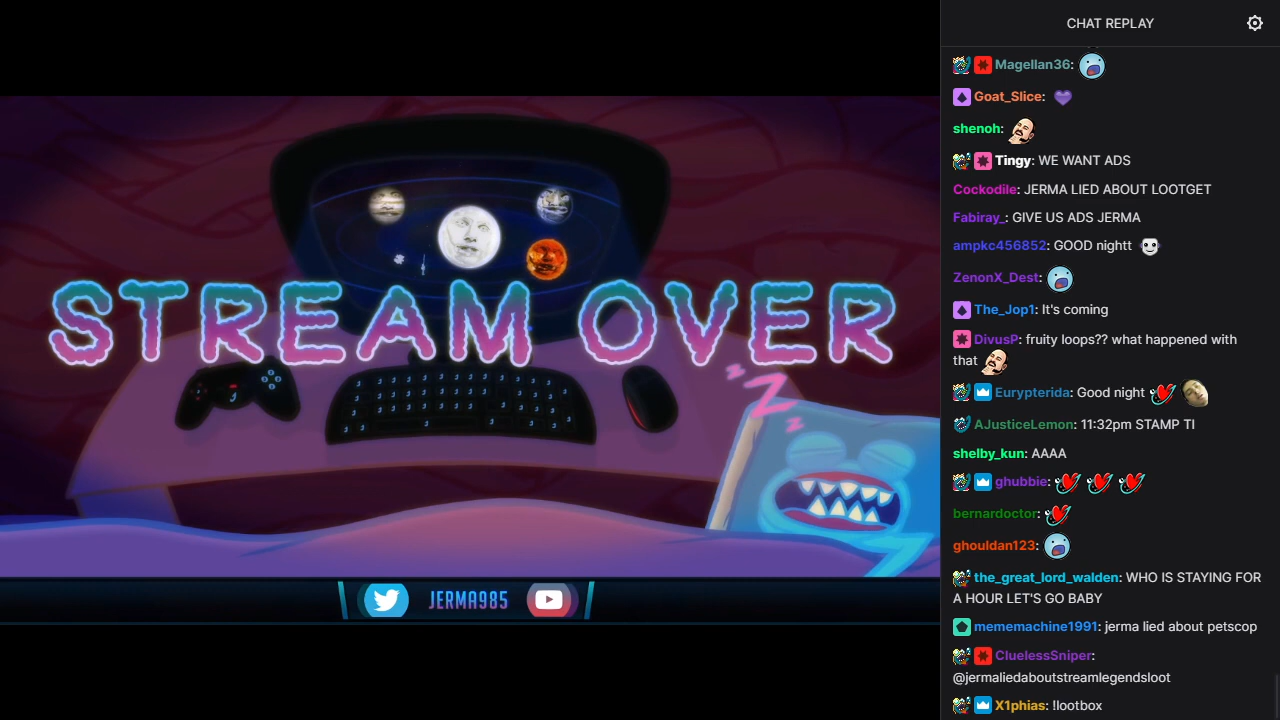 CHAT REPLAY
Magellan36:
Goat_Slice:
shenoh:
Tingy: WE WANT ADS
Cockodile: JERMA LIED ABOUT LOOTGET
Fabiray_: GIVE US ADS JERMA
ampkc456852: GOOD nightt
ZenonX_Dest:
The_Jop1: It's coming
DivusP: fruity loops?? what happened with
that
Eurypterida: Good night
AJusticeLemon: 11:32pm STAMP TI
shelby_kun: AAAA
ghubbie:
bernardoctor:
ghouldan123:
the_great_lord_walden: WHO IS STAYING FOR
A HOUR LET'S GO BABY
mememachine1991: jerma lied about petscop
CluelessSniper:
@jermaliedaboutstreamlegendsloot
X1phias: !lootbox
STREAM OVER
z
Z
z
JERMA985